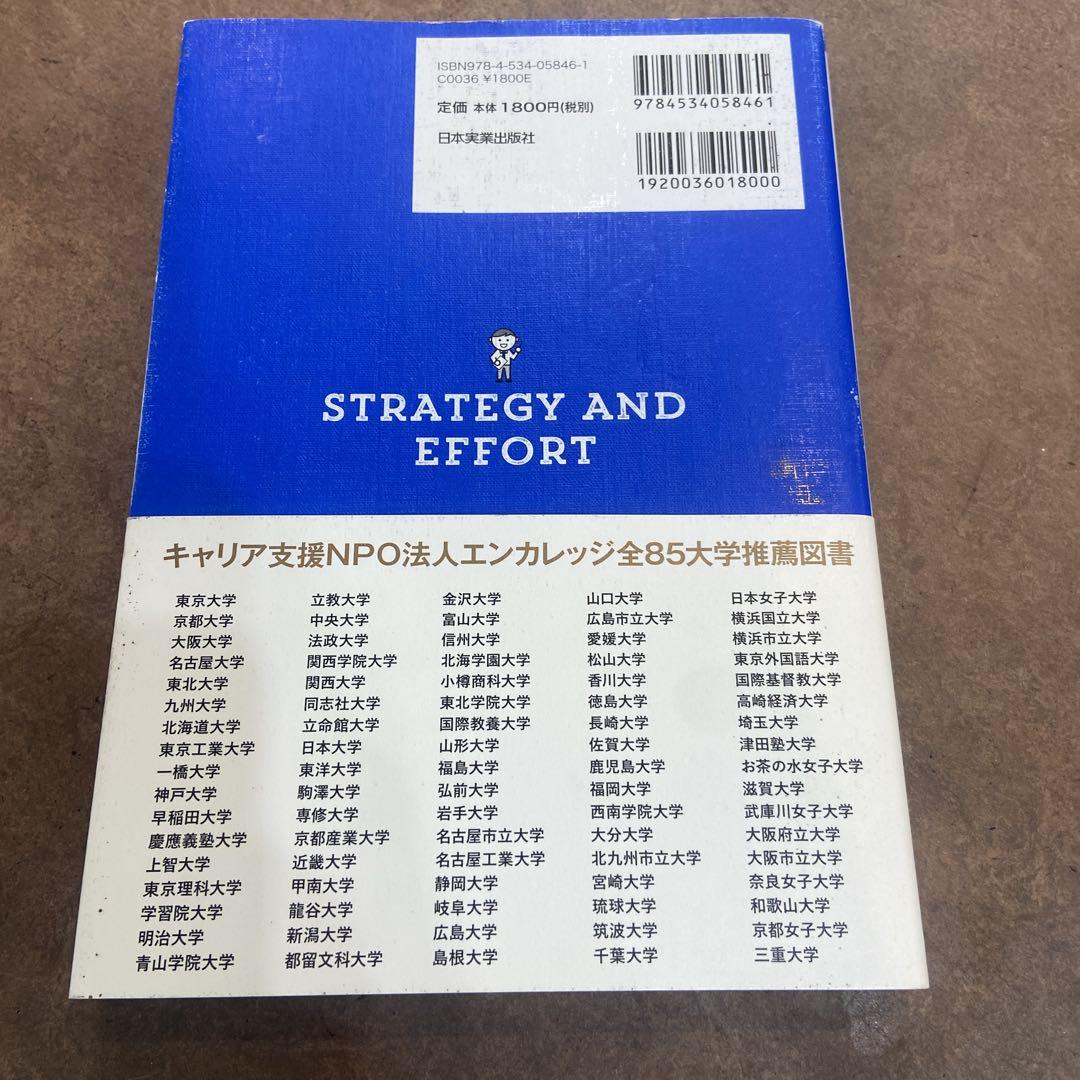 ISBN978-4-534-05846-1
C0036 ¥1800E
定価 本体1800円(税別)
日本実業出版社
9784534058461
1920036018000
STRATEGY AND
EFFORT
キャリア支援NPO法人エンカレッジ全85大学推薦図書
東京大学
京都大学
大阪大学
名古屋大学
東北大学
九州大学
北海道大学
東京工業大学
一橋大学
神戸大学
早稲田大学
慶應義塾大学
上智大学
東京理科大学
学習院大学
明治大学
青山学院大学
立教大学
中央大学
法政大学
関西学院大学
関西大学
同志社大学
立命館大学
日本大学
東洋大学
駒澤大学
専修大学
京都産業大学
近畿大学
甲南大学
龍谷大学
新潟大学
都留文科大学
金沢大学
富山大学
信州大学
北海学園大学
小樽商科大学
東北学院大学
国際教養大学
山形大学
福島大学
弘前大学
岩手大学
名古屋市立大学
名古屋工業大学
静岡大学
岐阜大学
広島大学
島根大学
山口大学
広島市立大学
愛媛大学
松山大学
香川大学
徳島大学
長崎大学
佐賀大学
鹿児島大学
福岡大学
西南学院大学
大分大学
北九州市立大学
宮崎大学
琉球大学
筑波大学
千葉大学
日本女子大学
横浜国立大学
横浜市立大学
東京外国語大学
国際基督教大学
高崎経済大学
埼玉大学
津田塾大学
お茶の水女子大学
滋賀大学
武庫川女子大学
大阪府立大学
大阪市立大学
奈良女子大学
和歌山大学
京都女子大学
三重大学